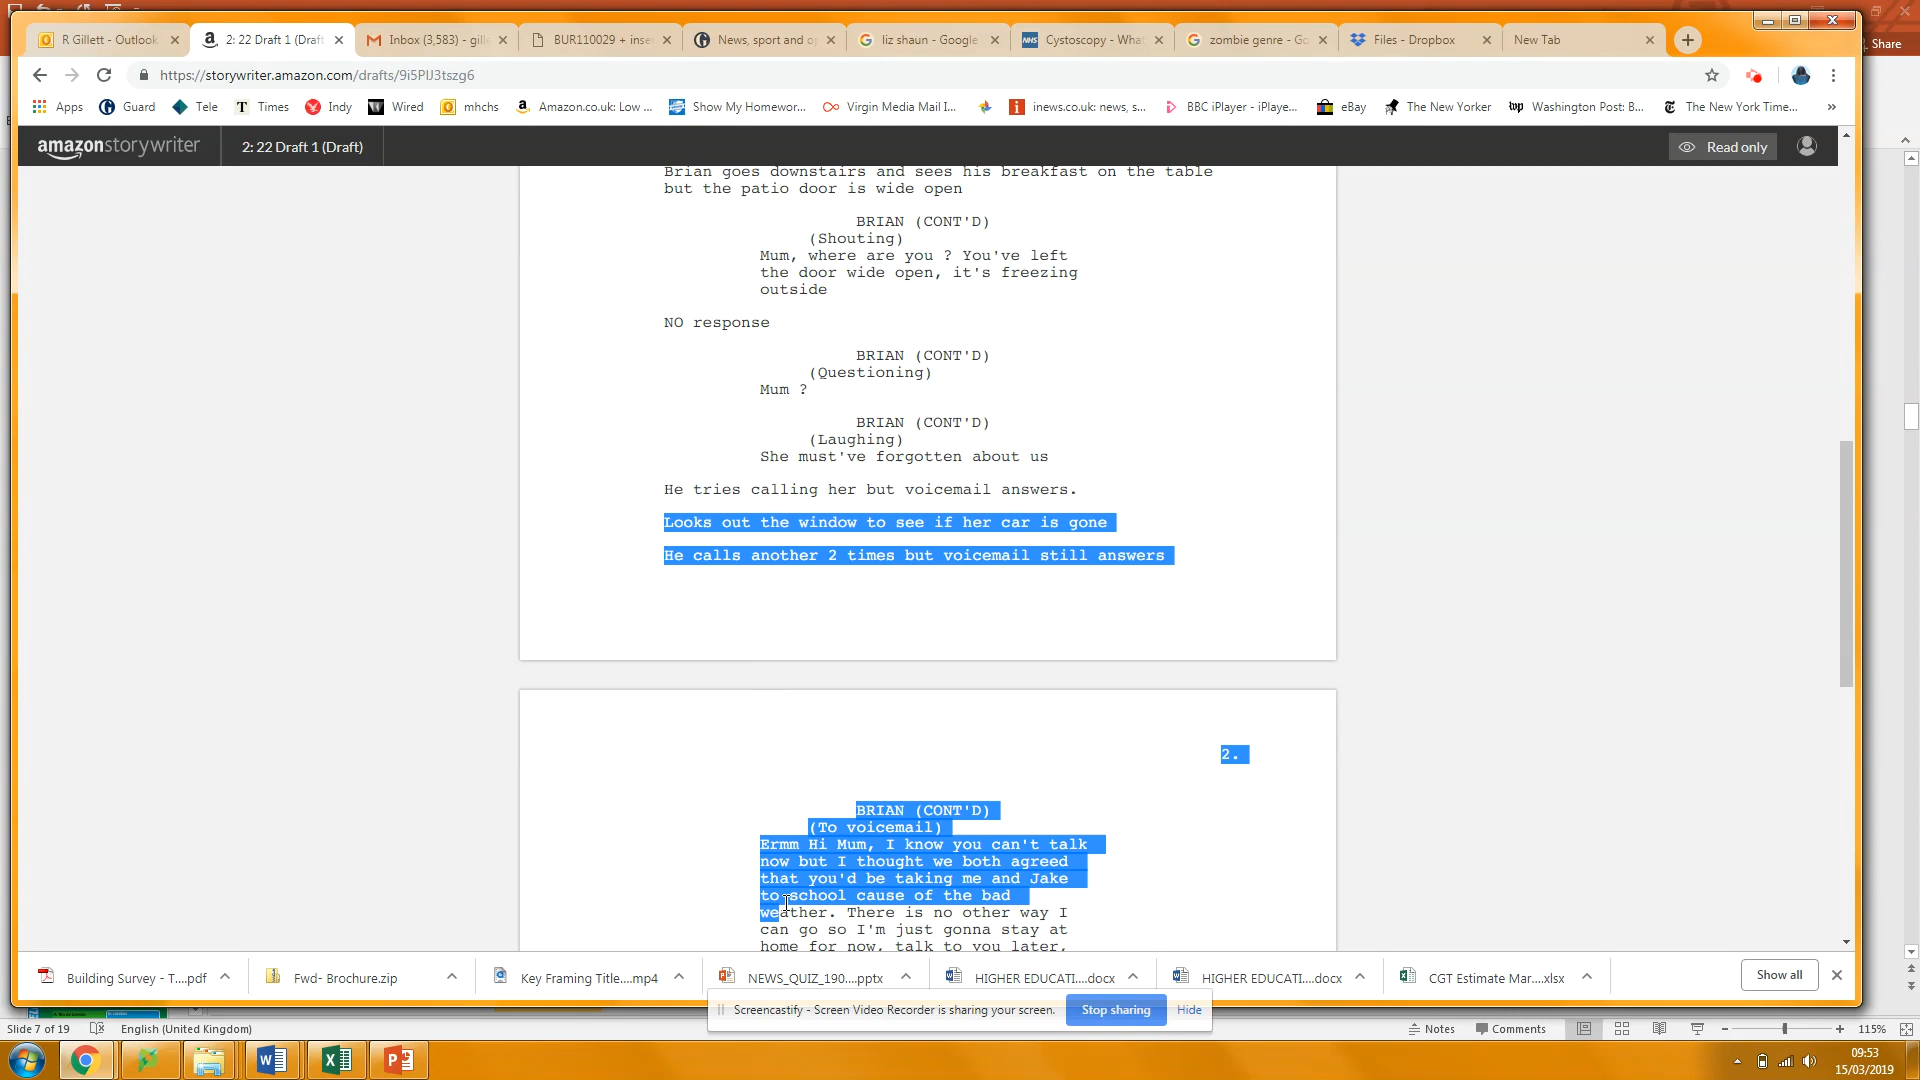 Share
R Gillett - Outlook
2: 22 Draft 1 (Draft
Inbox (3,583) - gille
BUR110029 + inse
News, sport and o
liz shaun - Google
NHS
Cystoscopy - What
zombie genre - Go
Files - Dropbox
New Tab
https://storywriter.amazon.com/drafts/9i5PlJ3tszg6
Apps
Guard
Tele
Times
Indy
Wired
mhchs
Amazon.co.uk: Low ...
Show My Homewor...
Virgin Media Mail I...
inews.co.uk: news, s...
BBC iPlayer - iPlaye...
eBay
The New Yorker
wp
Washington Post: B...
The New York Time...
amazonstorywriter
2: 22 Draft 1 (Draft)
Read only
Brian goes downstairs and sees his breakfast on the table
but the patio door is wide open
BRIAN (CONT'D)
(Shouting)
Mum, where are you ? You've left
the door wide open, it's freezing
outside
NO response
BRIAN (CONT'D)
(Questioning)
Mum ?
BRIAN (CONT'D)
(Laughing)
She must've forgotten about us
He tries calling her but voicemail answers.
Looks out the window to see if her car is gone
He calls another 2 times but voicemail still answers
2.
BRIAN (CONT'D)
(To voicemail)
Ermm Hi Mum, I know you can't talk
now but I thought we both agreed
that you'd be taking me and Jake
to school cause of the bad
weather. There is no other way I
can go so I'm just gonna stay at
home for now, talk to you later,
Building Survey - T....pdf
Fwd- Brochure.zip
Key Framing Title....mp4
NEWS_QUIZ_190....pptx
HIGHER EDUCATI....docx
HIGHER EDUCATI....docx
CGT Estimate Mar....xlsx
Show all
Screencastify - Screen Video Recorder is sharing your screen.
Stop sharing
Hide
Slide 7 of 19
English (United Kingdom)
Notes
Comments
115%
09:53
15/03/2019